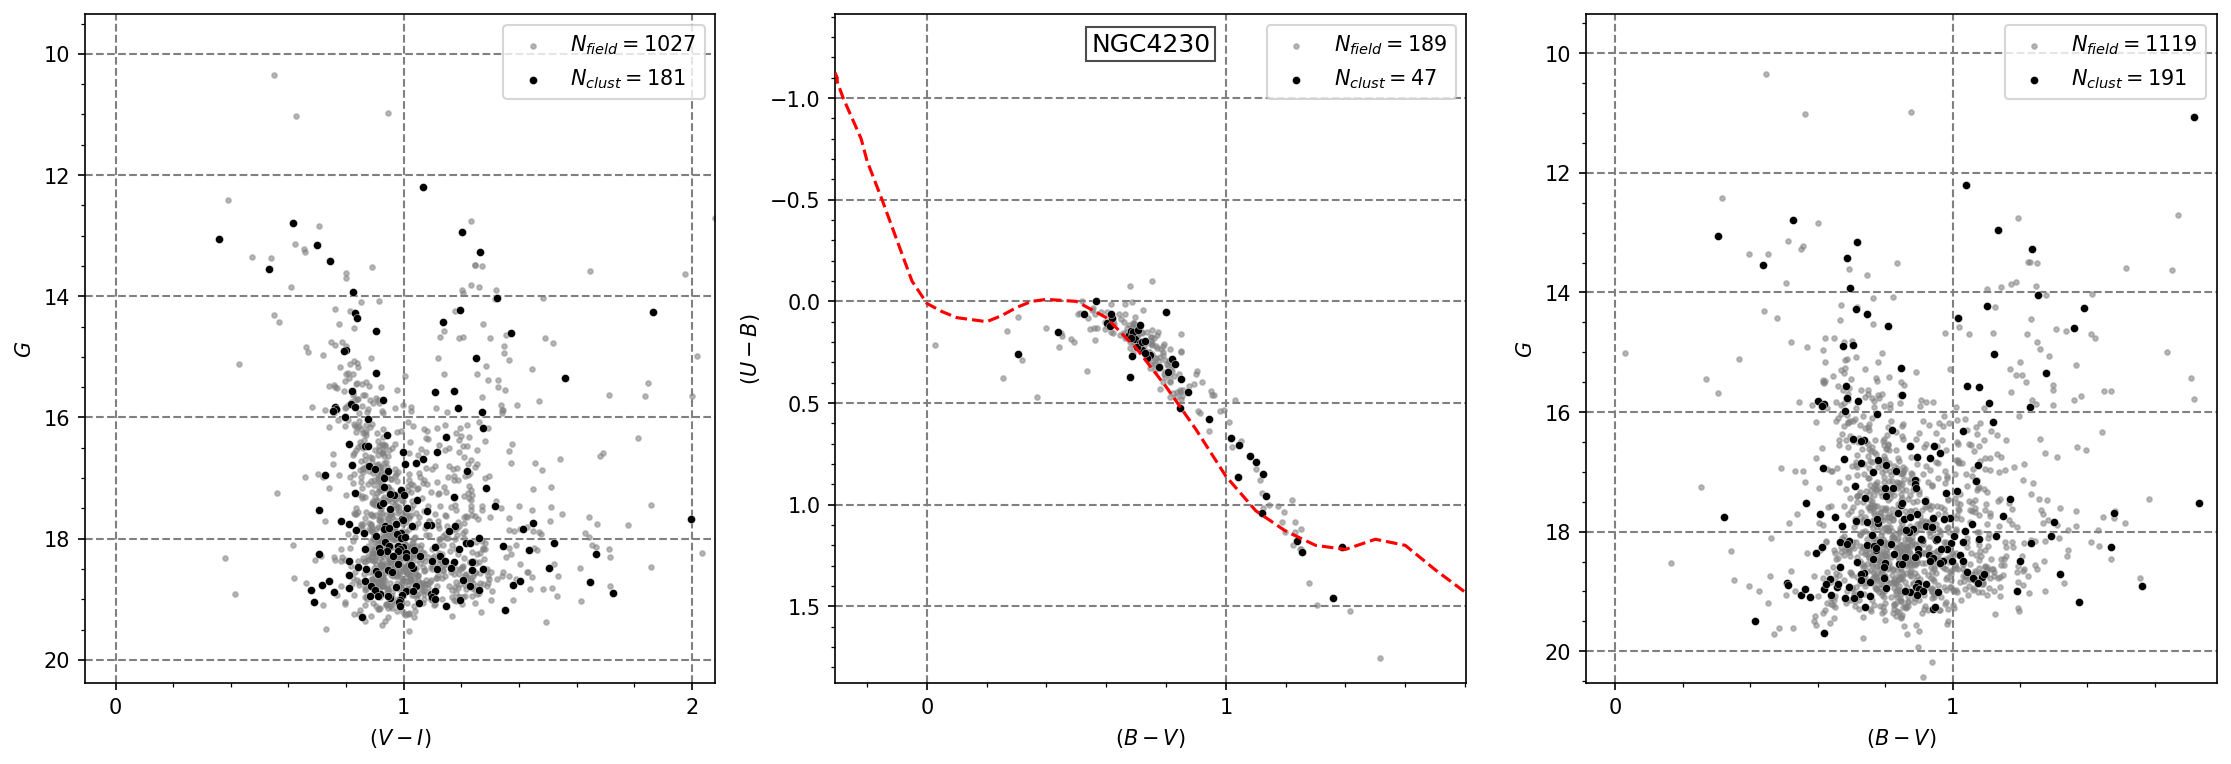 N_field = 1027
N_clust = 181
10
12
14
16
18
20
G
0
1
2
(V − I)
NGC4230
N_field = 189
N_clust = 47
−1.0
−0.5
0.0
0.5
1.0
1.5
(U − B)
0
1
(B − V)
N_field = 1119
N_clust = 191
10
12
14
16
18
20
G
0
1
(B − V)